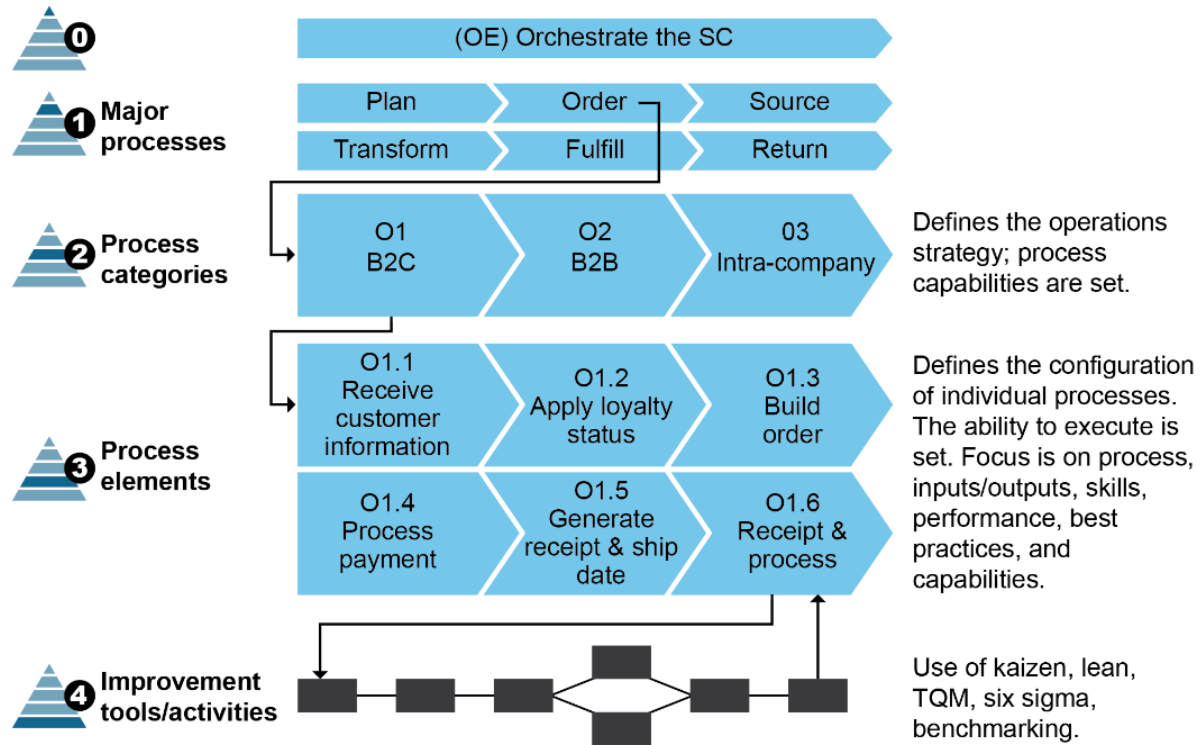 0
(OE) Orchestrate the SC
1
Major
processes
Plan
Order
Source
Transform
Fulfill
Return
2
Process
categories
O1
B2C
O2
B2B
03
Intra-company
Defines the operations
strategy; process
capabilities are set.
3
Process
elements
O1.1
Receive
customer
information
O1.2
Apply loyalty
status
O1.3
Build
order
O1.4
Process
payment
O1.5
Generate
receipt & ship
date
O1.6
Receipt &
process
Defines the configuration
of individual processes.
The ability to execute is
set. Focus is on process,
inputs/outputs, skills,
performance, best
practices, and
capabilities.
4
Improvement
tools/activities
Use of kaizen, lean,
TQM, six sigma,
benchmarking.